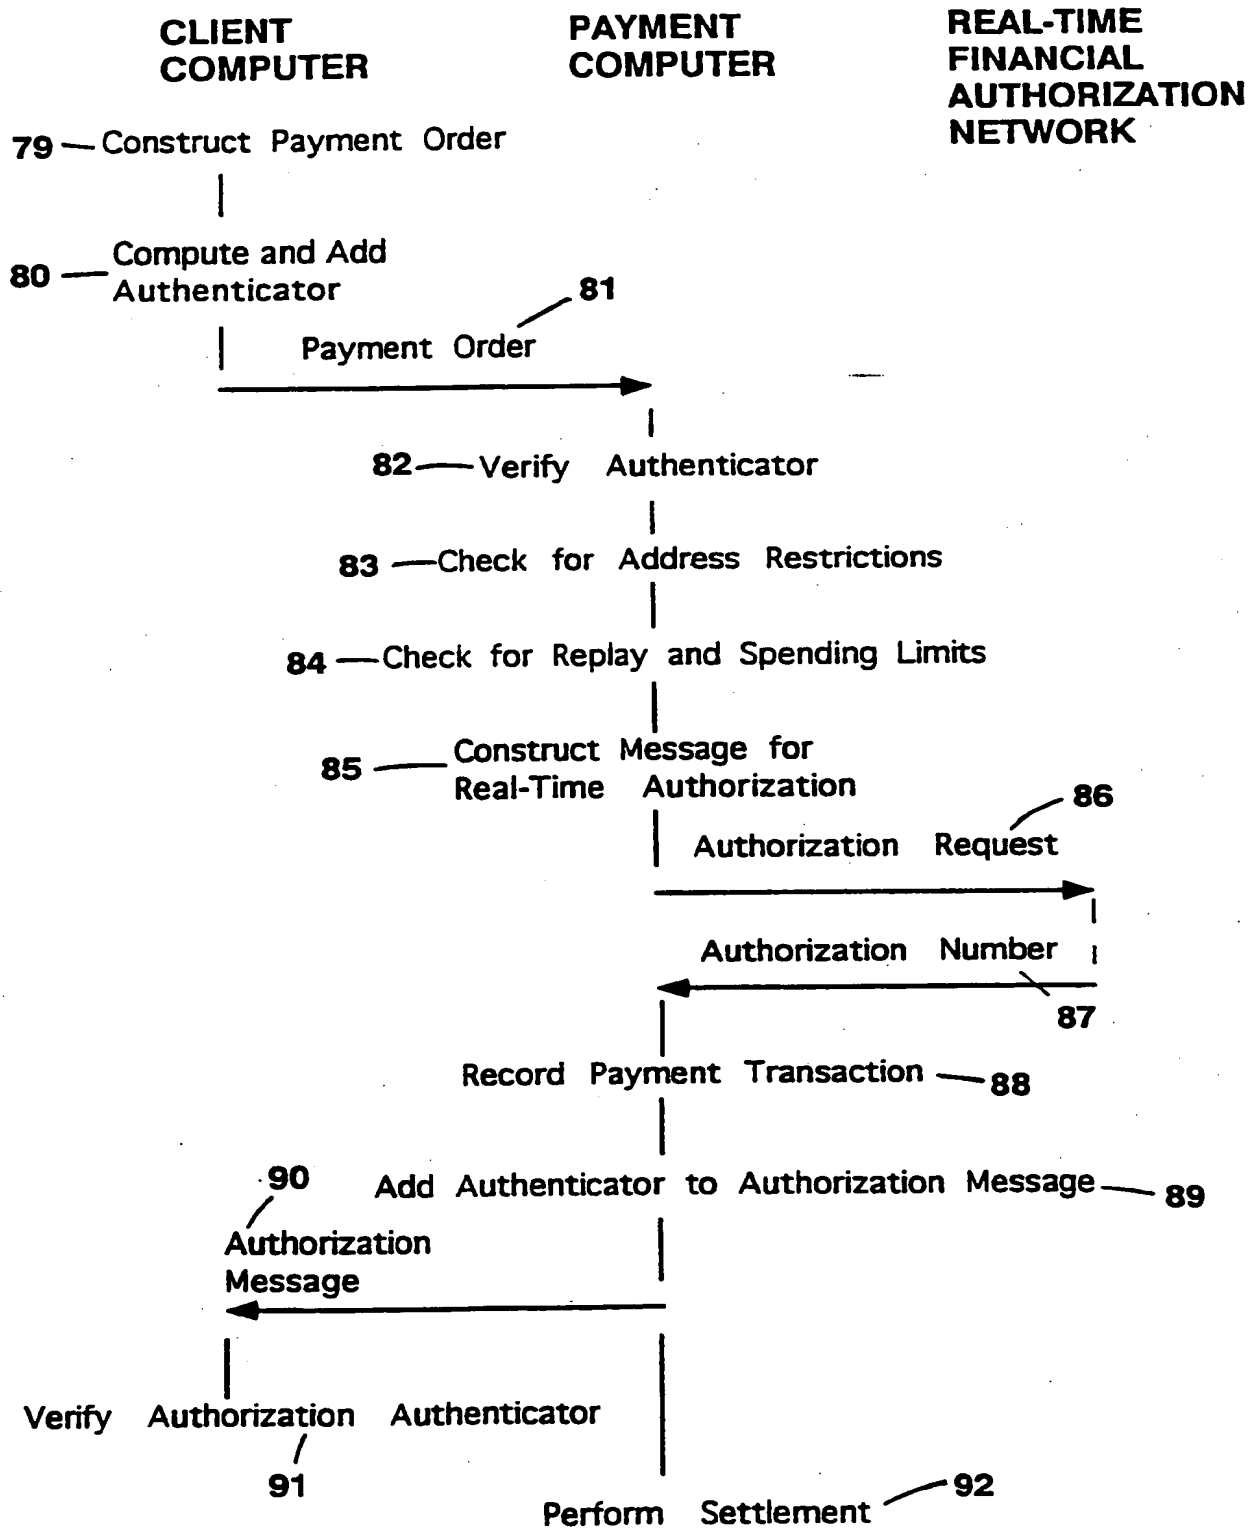 CLIENT
COMPUTER
PAYMENT
COMPUTER
REAL-TIME
FINANCIAL
AUTHORIZATION
NETWORK
79 Construct Payment Order
80 Compute and Add
Authenticator
81
Payment Order
82 Verify Authenticator
83 Check for Address Restrictions
84 Check for Replay and Spending Limits
85 Construct Message for
Real-Time Authorization
86
Authorization Request
Authorization Number
87
Record Payment Transaction 88
90
Add Authenticator to Authorization Message 89
Authorization
Message
Verify Authorization Authenticator
91
92
Perform Settlement